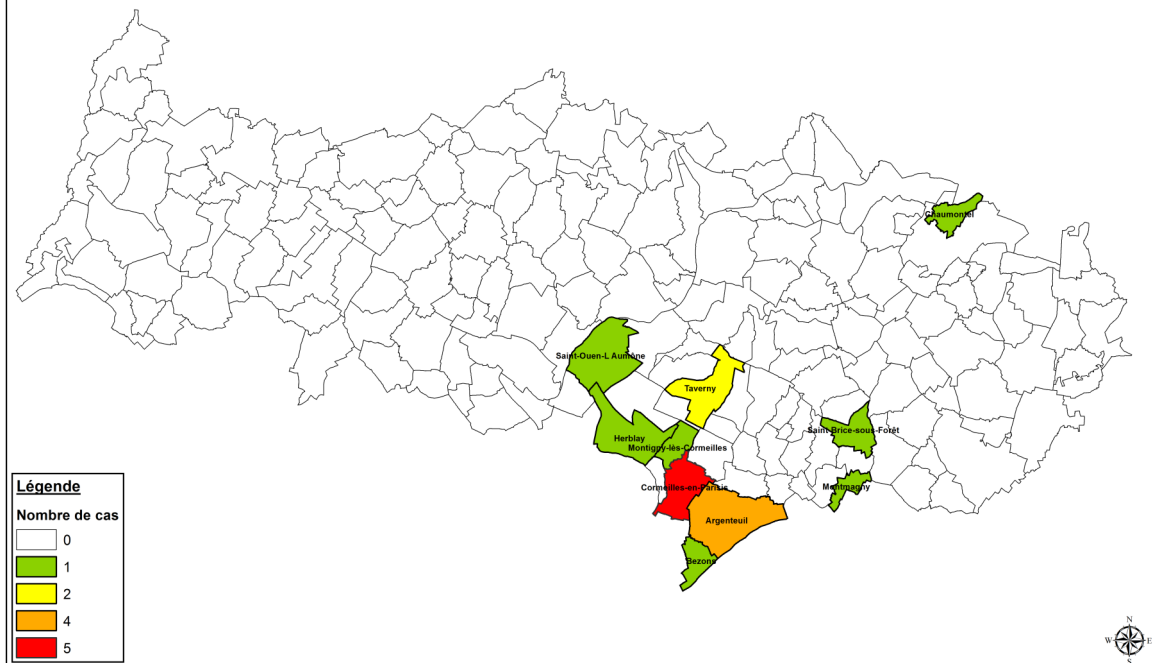 Chaumontel
Saint-Ouen-L Aumône
Taverny
Saint-Brice-sous-Forêt
Herblay
Montigny-lès-Cormeilles
Cormeilles-en-Parisis
Montmagny
Argenteuil
Bezons
Légende
Nombre de cas
0
1
2
4
5
N
W
E
S